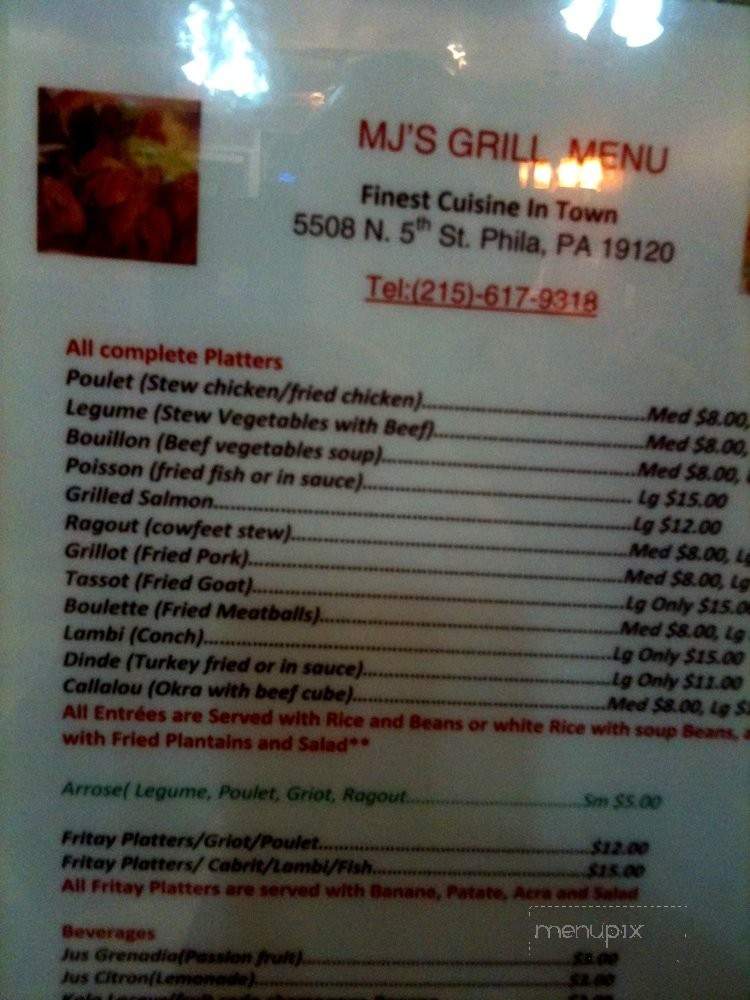 MJ'S GRILL MENU
Finest Cuisine In Town
5508 N. 5th St. Phila, PA 19120
Tel:(215)-617-9318
All complete Platters
Poulet (Stew chicken/fried chicken)..........Med $8.00,
Legume (Stew Vegetables with Beef)..........Med $8.00,
Bouillon (Beef vegetables soup)..........Med $8.00,
Poisson (fried fish or in sauce).......... Lg $15.00
Grilled Salmon..........Lg $12.00
Ragout (cowfeet stew)..........Med $8.00, Lg
Grillot (Fried Pork)..........Med $8.00, Lg
Tassot (Fried Goat)..........Lg Only $15.00
Boulette (Fried Meatballs)..........Med $8.00, Lg
Lambi (Conch)..........Lg Only $15.00
Dinde (Turkey fried or in sauce)..........Lg Only $11.00
Callalou (Okra with beef cube)..........Med $8.00, Lg
All Entrées are Served with Rice and Beans or white Rice with soup Beans,
with Fried Plantains and Salad**
Arrose( Legume, Poulet, Griot, Ragout..........Sm $5.00
Fritay Platters/Griot/Poulet..........$12.00
Fritay Platters/ Cabrit/Lambi/Fish..........$15.00
All Fritay Platters are served with Banane, Patate, Acra and Salad
menupix
Beverages
Jus Grenadia(Passion fruit)..........
Jus Citron(Lemonade)..........$3.00